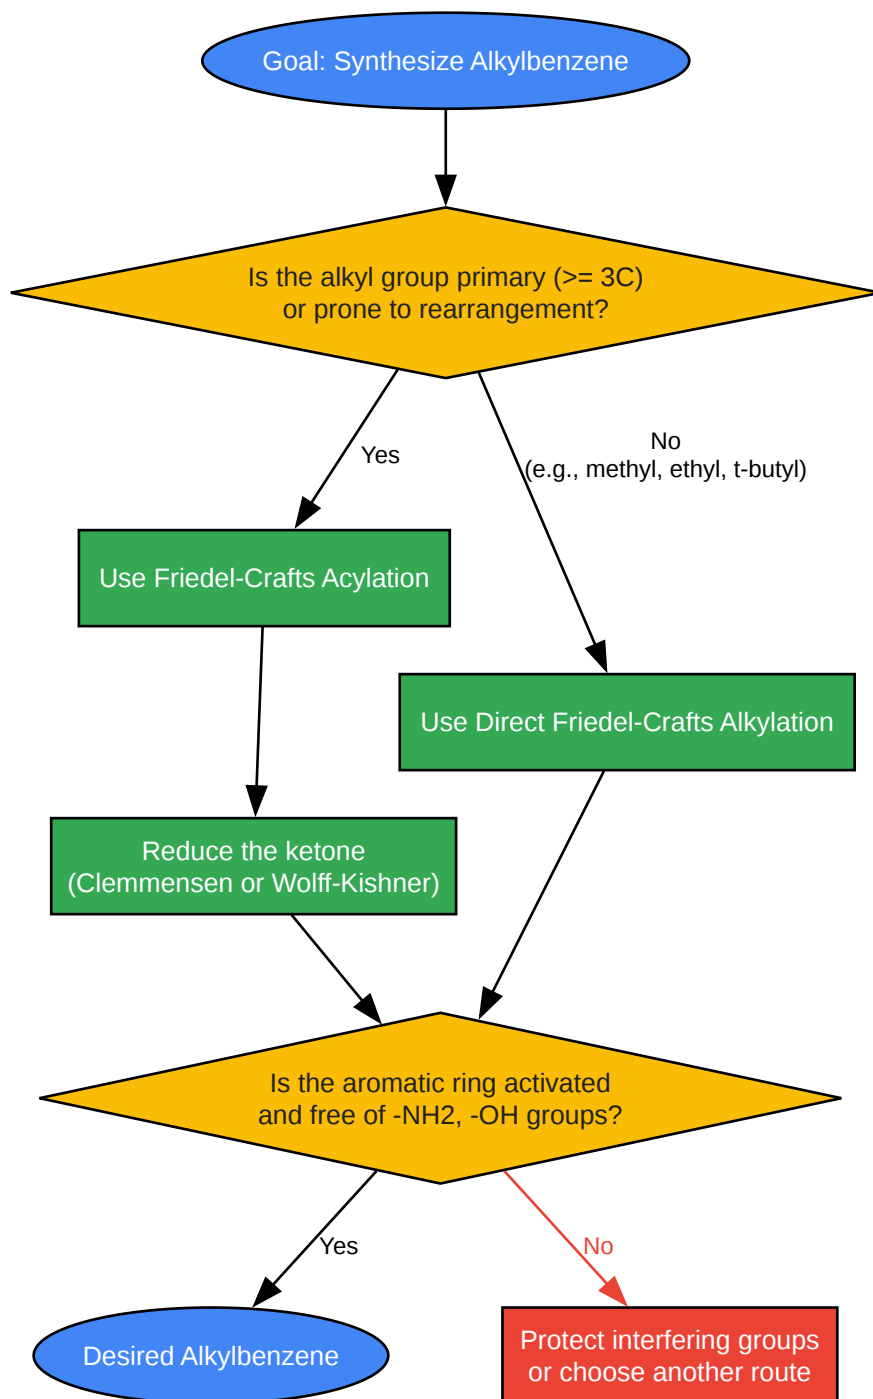 Goal: Synthesize Alkylbenzene
Is the alkyl group primary (>= 3C)
or prone to rearrangement?
Yes
No
(e.g., methyl, ethyl, t-butyl)
Use Friedel-Crafts Acylation
Use Direct Friedel-Crafts Alkylation
Reduce the ketone
(Clemmensen or Wolff-Kishner)
Is the aromatic ring activated
and free of -NH2, -OH groups?
Yes
No
Desired Alkylbenzene
Protect interfering groups
or choose another route